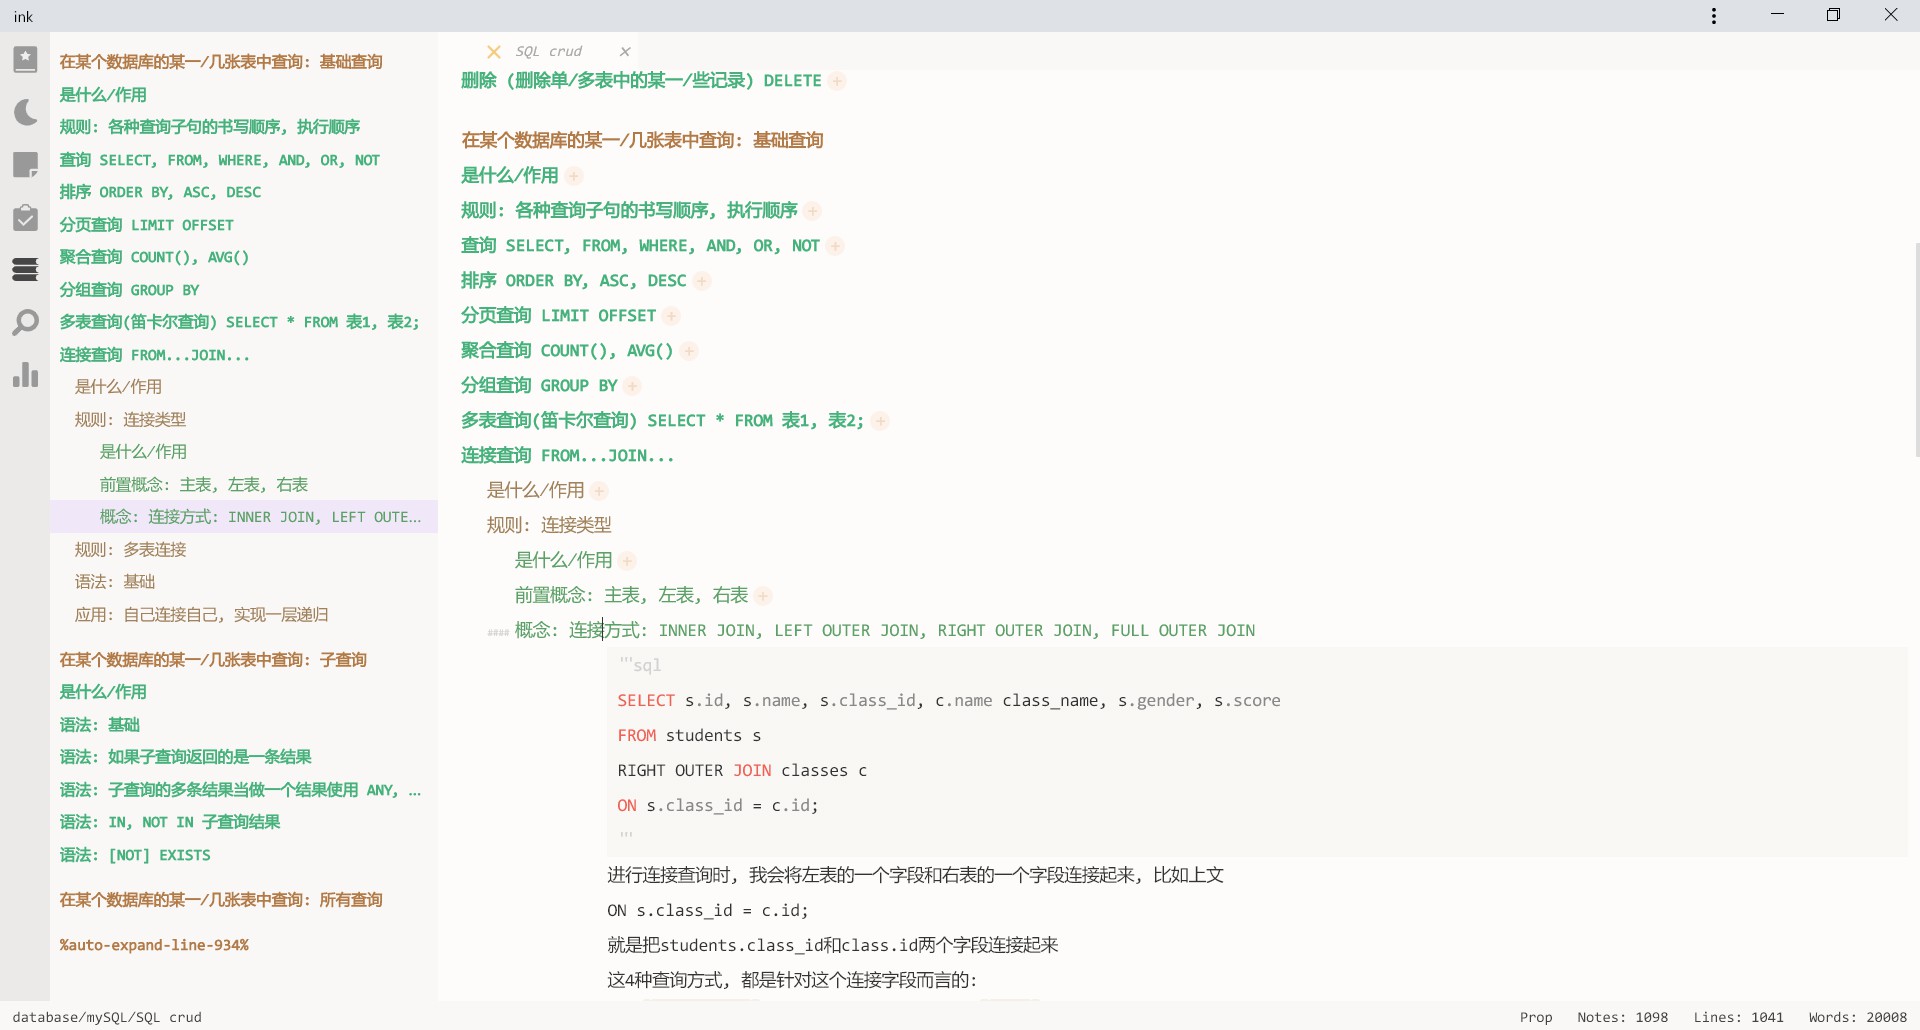 ink
在某个数据库的某一/几张表中查询: 基础查询
是什么/作用
规则: 各种查询子句的书写顺序, 执行顺序
查询 SELECT, FROM, WHERE, AND, OR, NOT
排序 ORDER BY, ASC, DESC
分页查询 LIMIT OFFSET
聚合查询 COUNT(), AVG()
分组查询 GROUP BY
多表查询(笛卡尔查询) SELECT * FROM 表1, 表2;
连接查询 FROM...JOIN...
是什么/作用
规则: 连接类型
是什么/作用
前置概念: 主表, 左表, 右表
概念: 连接方式: INNER JOIN, LEFT OUTE...
规则: 多表连接
语法: 基础
应用: 自己连接自己, 实现一层递归
在某个数据库的某一/几张表中查询: 子查询
是什么/作用
语法: 基础
语法: 如果子查询返回的是一条结果
语法: 子查询的多条结果当做一个结果使用 ANY, ...
语法: IN, NOT IN 子查询结果
语法: [NOT] EXISTS
在某个数据库的某一/几张表中查询: 所有查询
%auto-expand-line-934%
SQL crud
删除 (删除单/多表中的某一/些记录) DELETE +
在某个数据库的某一/几张表中查询: 基础查询
是什么/作用 +
规则: 各种查询子句的书写顺序, 执行顺序 +
查询 SELECT, FROM, WHERE, AND, OR, NOT +
排序 ORDER BY, ASC, DESC +
分页查询 LIMIT OFFSET +
聚合查询 COUNT(), AVG() +
分组查询 GROUP BY +
多表查询(笛卡尔查询) SELECT * FROM 表1, 表2; +
连接查询 FROM...JOIN...
是什么/作用 +
规则: 连接类型
是什么/作用 +
前置概念: 主表, 左表, 右表 +
#### 概念: 连接方式: INNER JOIN, LEFT OUTER JOIN, RIGHT OUTER JOIN, FULL OUTER JOIN
```sql
SELECT s.id, s.name, s.class_id, c.name class_name, s.gender, s.score
FROM students s
RIGHT OUTER JOIN classes c
ON s.class_id = c.id;
```
进行连接查询时, 我会将左表的一个字段和右表的一个字段连接起来, 比如上文
ON s.class_id = c.id;
就是把students.class_id和class.id两个字段连接起来
这4种查询方式, 都是针对这个连接字段而言的:
database/mySQL/SQL crud
Prop Notes: 1098 Lines: 1041 Words: 20008